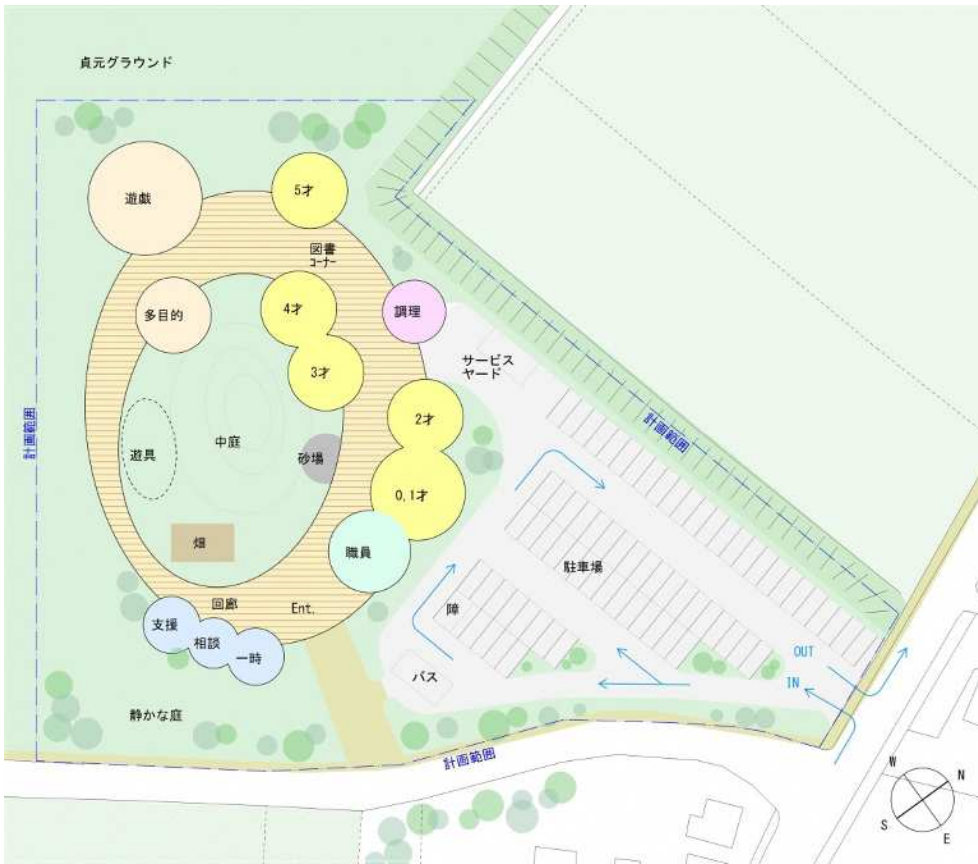 貞元グラウンド
遊戯
5才
図書
コーナー
多目的
4才
調理
サービス
ヤード
3才
2才
計画範囲
計画範囲
中庭
遊具
砂場
0,1才
畑
職員
駐車場
回廊
Ent.
障
支援
相談
一時
バス
OUT
IN
静かな庭
計画範囲
W
N
S
E